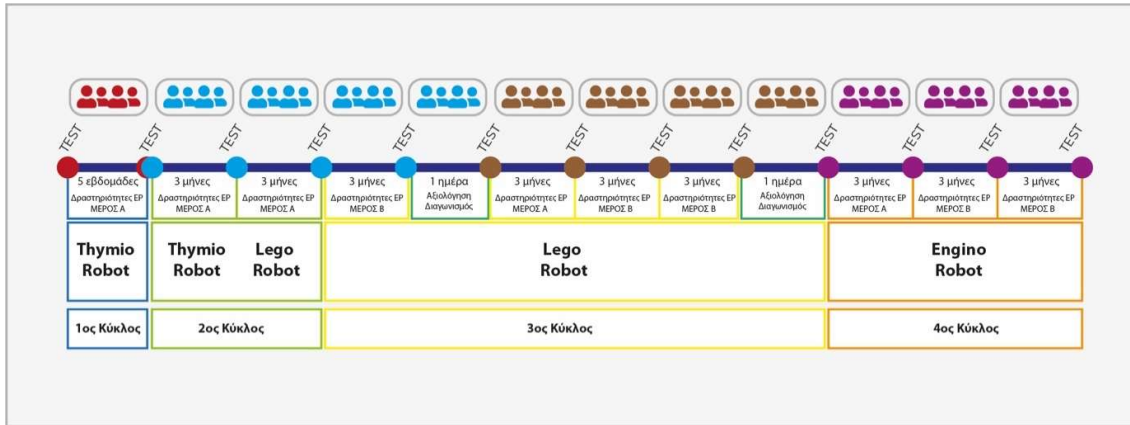 TEST TEST TEST TEST TEST TEST TEST TEST TEST TEST TEST TEST TEST
5 εβδομάδες
Δραστηριότητες ΕΡ
ΜΕΡΟΣ Α
3 μήνες
Δραστηριότητες ΕΡ
ΜΕΡΟΣ Α
3 μήνες
Δραστηριότητες ΕΡ
ΜΕΡΟΣ Α
3 μήνες
Δραστηριότητες ΕΡ
ΜΕΡΟΣ Β
1 ημέρα
Αξιολόγηση
Διαγωνισμός
3 μήνες
Δραστηριότητες ΕΡ
ΜΕΡΟΣ Α
3 μήνες
Δραστηριότητες ΕΡ
ΜΕΡΟΣ Β
3 μήνες
Δραστηριότητες ΕΡ
ΜΕΡΟΣ Β
1 ημέρα
Αξιολόγηση
Διαγωνισμός
3 μήνες
Δραστηριότητες ΕΡ
ΜΕΡΟΣ Α
3 μήνες
Δραστηριότητες ΕΡ
ΜΕΡΟΣ Β
3 μήνες
Δραστηριότητες ΕΡ
ΜΕΡΟΣ Β
Thymio
Robot
Thymio
Robot
Lego
Robot
Lego
Robot
Engino
Robot
1ος Κύκλος
2ος Κύκλος
3ος Κύκλος
4ος Κύκλος